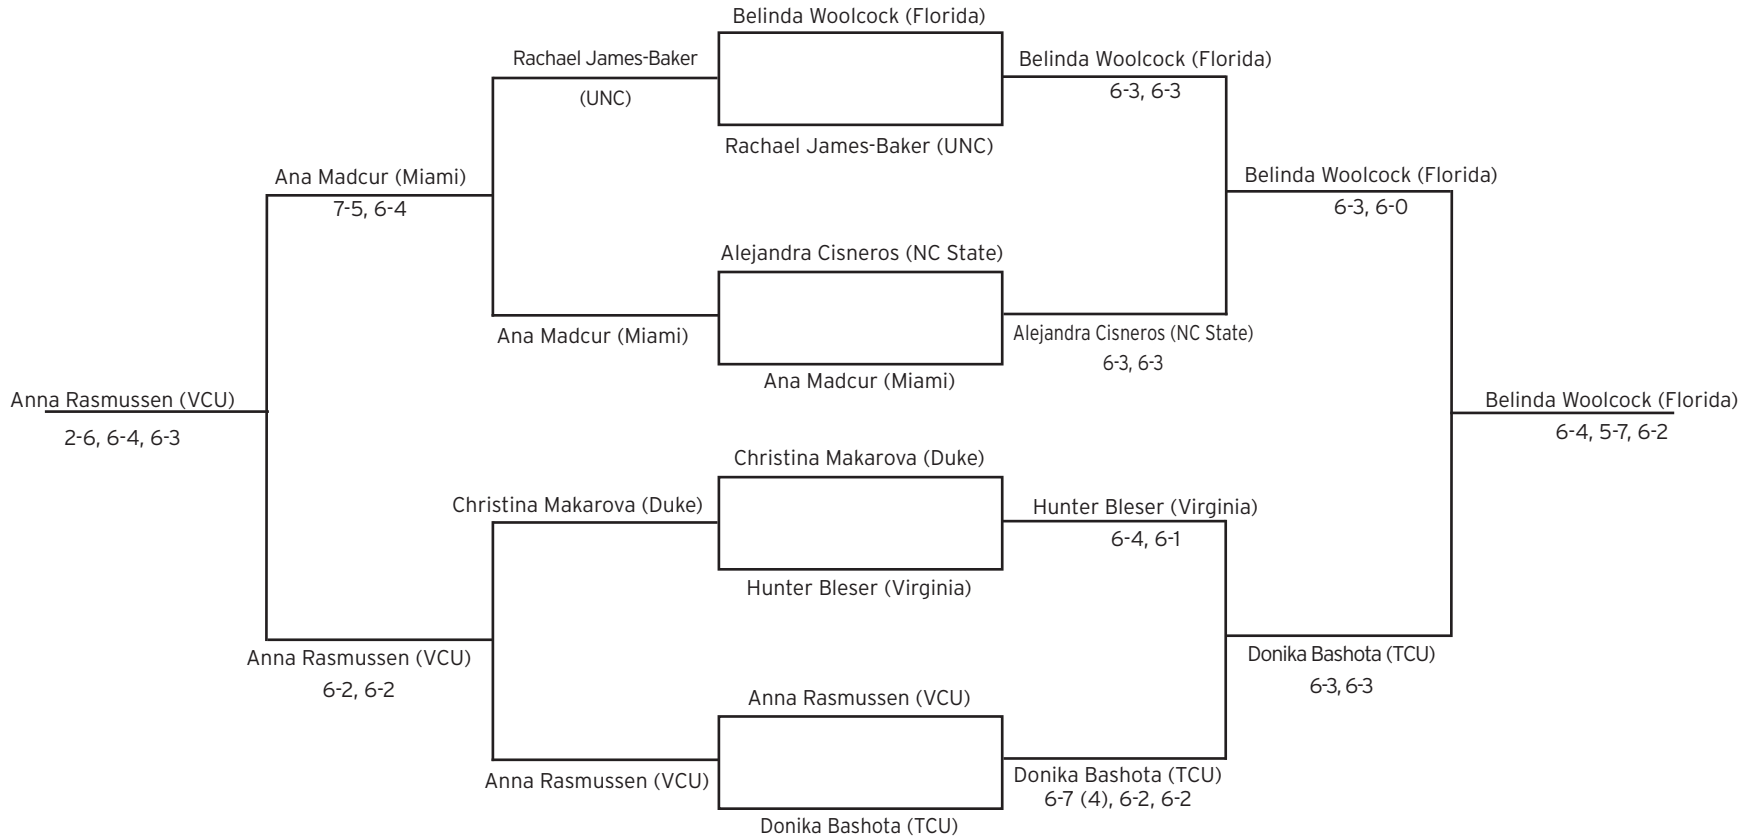 Belinda Woolcock (Florida)
Rachael James-Baker
(UNC)
Belinda Woolcock (Florida)
6-3, 6-3
Rachael James-Baker (UNC)
Ana Madcur (Miami)
7-5, 6-4
Belinda Woolcock (Florida)
6-3, 6-0
Alejandra Cisneros (NC State)
Ana Madcur (Miami)
Alejandra Cisneros (NC State)
6-3, 6-3
Ana Madcur (Miami)
Anna Rasmussen (VCU)
2-6, 6-4, 6-3
Belinda Woolcock (Florida)
6-4, 5-7, 6-2
Christina Makarova (Duke)
Christina Makarova (Duke)
Hunter Bleser (Virginia)
6-4, 6-1
Hunter Bleser (Virginia)
Anna Rasmussen (VCU)
6-2, 6-2
Donika Bashota (TCU)
6-3, 6-3
Anna Rasmussen (VCU)
Anna Rasmussen (VCU)
Donika Bashota (TCU)
6-7 (4), 6-2, 6-2
Donika Bashota (TCU)